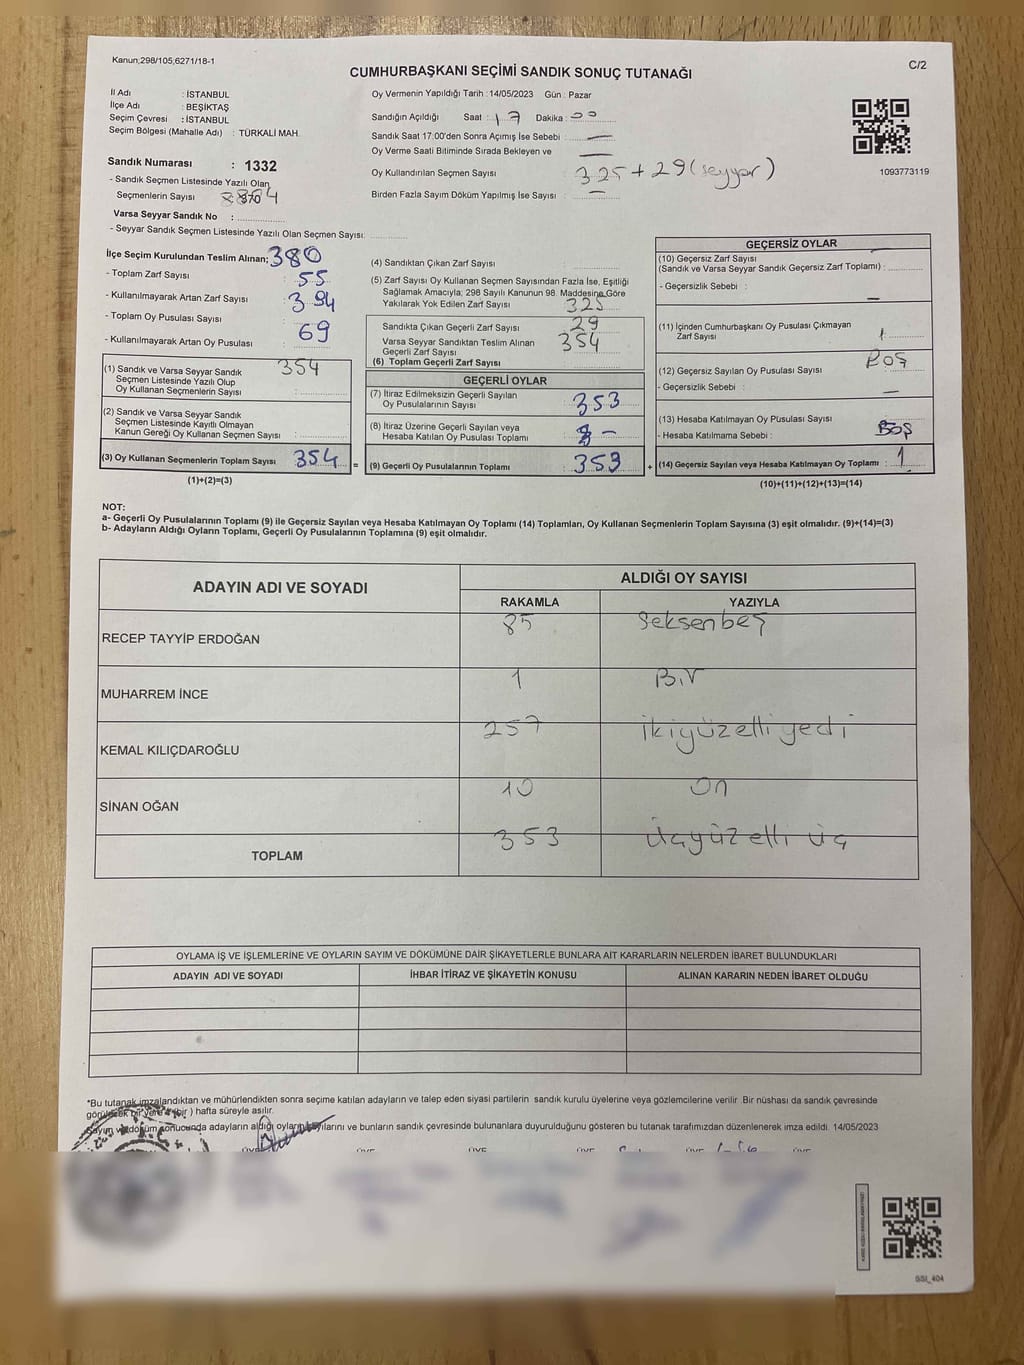 Kanun;298/105;6271/18-1
C/2
CUMHURBAŞKANI SEÇİMİ SANDIK SONUÇ TUTANAĞI
İl Adı : İSTANBUL
İlçe Adı : BEŞİKTAŞ
Seçim Çevresi : İSTANBUL
Seçim Bölgesi (Mahalle Adı) : TÜRKALİ MAH.
Oy Vermenin Yapıldığı Tarih : 14/05/2023 Gün : Pazar
Sandığın Açıldığı Saat : 17 Dakika : 00
Sandık Saat 17:00'den Sonra Açımış İse Sebebi : —
Oy Verme Saati Bitiminde Sırada Bekleyen ve —
Oy Kullandırılan Seçmen Sayısı : 325 + 29 (seyyar)
Birden Fazla Sayım Döküm Yapılmış İse Sayısı : —
1093773119
Sandık Numarası : 1332
- Sandık Seçmen Listesinde Yazılı Olan
Seçmenlerin Sayısı
Varsa Seyyar Sandık No :
- Seyyar Sandık Seçmen Listesinde Yazılı Olan Seçmen Sayısı:
İlçe Seçim Kurulundan Teslim Alınan; 380
- Toplam Zarf Sayısı : 55
- Kullanılmayarak Artan Zarf Sayısı : 394
- Toplam Oy Pusulası Sayısı
- Kullanılmayarak Artan Oy Pusulası : 69
(1) Sandık ve Varsa Seyyar Sandık 354
Seçmen Listesinde Yazılı Olup
Oy Kullanan Seçmenlerin Sayısı :
(2) Sandık ve Varsa Seyyar Sandık
Seçmen Listesinde Kayıtlı Olmayan
Kanun Gereği Oy Kullanan Seçmen Sayısı :
(3) Oy Kullanan Seçmenlerin Toplam Sayısı 354 =
(1)+(2)=(3)
(4) Sandıktan Çıkan Zarf Sayısı :
(5) Zarf Sayısı Oy Kullanan Seçmen Sayısından Fazla İse, Eşitliği
Sağlamak Amacıyla; 298 Sayılı Kanunun 98. Maddesine Göre
Yakılarak Yok Edilen Zarf Sayısı : 325
Sandıkta Çıkan Geçerli Zarf Sayısı : 29
Varsa Seyyar Sandıktan Teslim Alınan 354
Geçerli Zarf Sayısı
(6) Toplam Geçerli Zarf Sayısı
GEÇERLİ OYLAR
(7) İtiraz Edilmeksizin Geçerli Sayılan
Oy Pusulalarının Sayısı : 353
(8) İtiraz Üzerine Geçerli Sayılan veya
Hesaba Katılan Oy Pusulası Toplamı : —
(9) Geçerli Oy Pusulalarının Toplamı : 353 +
GEÇERSİZ OYLAR
(10) Geçersiz Zarf Sayısı
(Sandık ve Varsa Seyyar Sandık Geçersiz Zarf Toplamı) :
- Geçersizlik Sebebi : —
(11) İçinden Cumhurbaşkanı Oy Pusulası Çıkmayan
Zarf Sayısı : 1
(12) Geçersiz Sayılan Oy Pusulası Sayısı : BOŞ
- Geçersizlik Sebebi : —
(13) Hesaba Katılmayan Oy Pusulası Sayısı
- Hesaba Katılmama Sebebi : BOŞ
(14) Geçersiz Sayılan veya Hesaba Katılmayan Oy Toplamı : 1
(10)+(11)+(12)+(13)=(14)
NOT:
a- Geçerli Oy Pusulalarının Toplamı (9) ile Geçersiz Sayılan veya Hesaba Katılmayan Oy Toplamı (14) Toplamları, Oy Kullanan Seçmenlerin Toplam Sayısına (3) eşit olmalıdır. (9)+(14)=(3)
b- Adayların Aldığı Oyların Toplamı, Geçerli Oy Pusulalarının Toplamına (9) eşit olmalıdır.
ADAYIN ADI VE SOYADI
ALDIĞI OY SAYISI
RAKAMLA YAZIYLA
RECEP TAYYİP ERDOĞAN 85 Seksenbeş
MUHARREM İNCE 1 Bir
KEMAL KILIÇDAROĞLU 257 İkiyüzelliyedi
SİNAN OĞAN 10 On
TOPLAM 353 Üçyüzelli üç
OYLAMA İŞ VE İŞLEMLERİNE VE OYLARIN SAYIM VE DÖKÜMÜNE DAİR ŞİKAYETLERLE BUNLARA AİT KARARLARIN NELERDEN İBARET BULUNDUKLARI
ADAYIN ADI VE SOYADI İHBAR İTİRAZ VE ŞİKAYETİN KONUSU ALINAN KARARIN NEDEN İBARET OLDUĞU
*Bu tutanak imzalandıktan ve mühürlendikten sonra seçime katılan adayların ve talep eden siyasi partilerin sandık kurulu üyelerine veya gözlemcilerine verilir. Bir nüshası da sandık çevresinde
görülecek bir yere 1 (bir) hafta süreyle asılır.
Sayım ve döküm sonucunda adayların aldığı oyların sayılarını ve bunların sandık çevresinde bulunanlara duyurulduğunu gösteren bu tutanak tarafımızdan düzenlenerek imza edildi. 14/05/2023
GSI_404